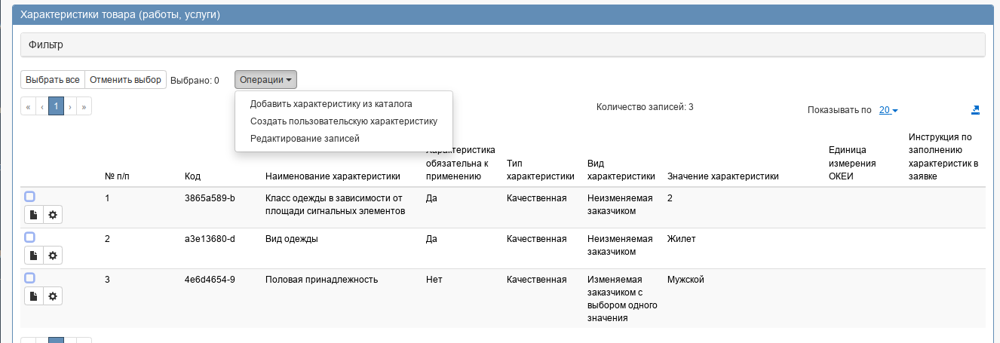 Характеристики товара (работы, услуги)
Фильтр
Выбрать все Отменить выбор Выбрано: 0 Операции
Добавить характеристику из каталога
Создать пользовательскую характеристику
Редактирование записей
« ‹ 1 › » Количество записей: 3 Показывать по 20
№ п/п Код Наименование характеристики Характеристика обязательна к применению Тип характеристики Вид характеристики Значение характеристики Единица измерения ОКЕИ Инструкция по заполнению характеристик в заявке
1 3865a589-b Класс одежды в зависимости от площади сигнальных элементов Да Качественная Неизменяемая заказчиком 2
2 a3e13680-d Вид одежды Да Качественная Неизменяемая заказчиком Жилет
3 4e6d4654-9 Половая принадлежность Нет Качественная Изменяемая заказчиком с выбором одного значения Мужской